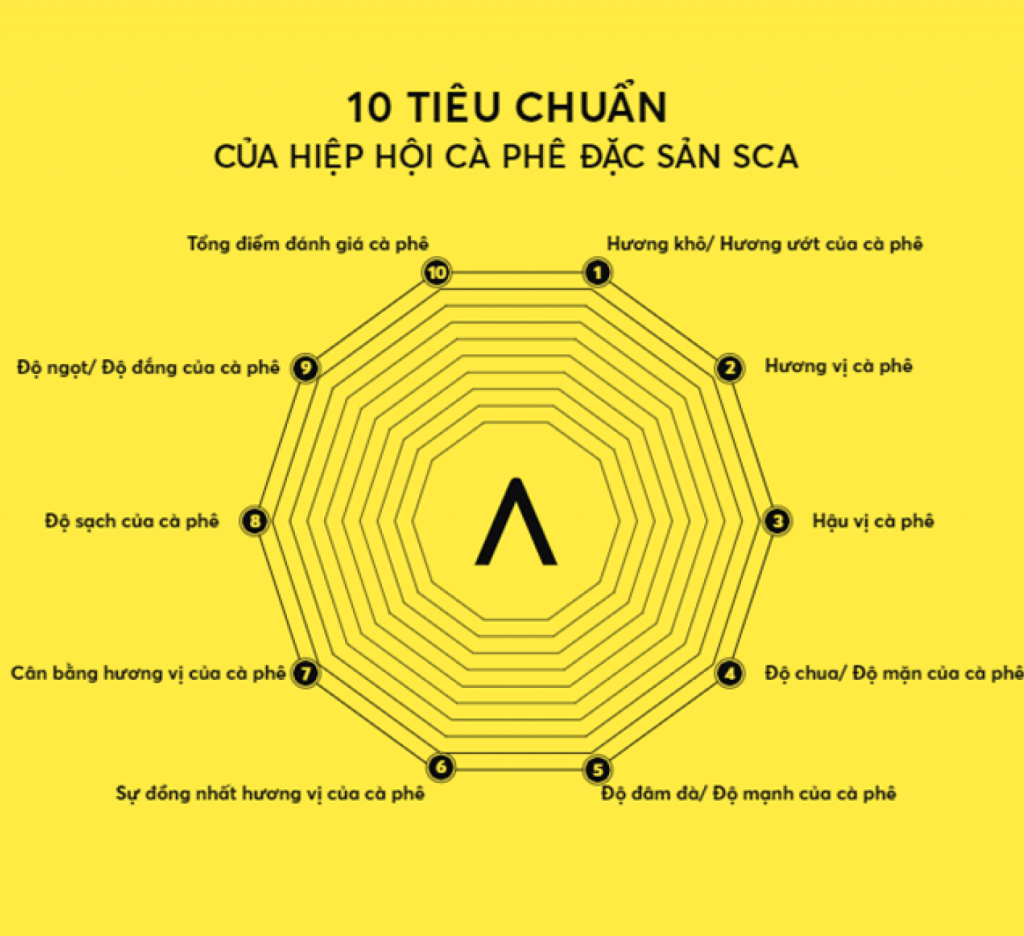 10 TIÊU CHUẨN
CỦA HIỆP HỘI CÀ PHÊ ĐẶC SẢN SCA
Tổng điểm đánh giá cà phê
Hương khô/ Hương ướt của cà phê
10
1
Độ ngọt/ Độ đắng của cà phê
9
2
Hương vị cà phê
Độ sạch của cà phê
8
3
Hậu vị cà phê
Cân bằng hương vị của cà phê
7
4
Độ chua/ Độ mặn của cà phê
6
5
Sự đồng nhất hương vị của cà phê
Độ đâm đà/ Độ mạnh của cà phê